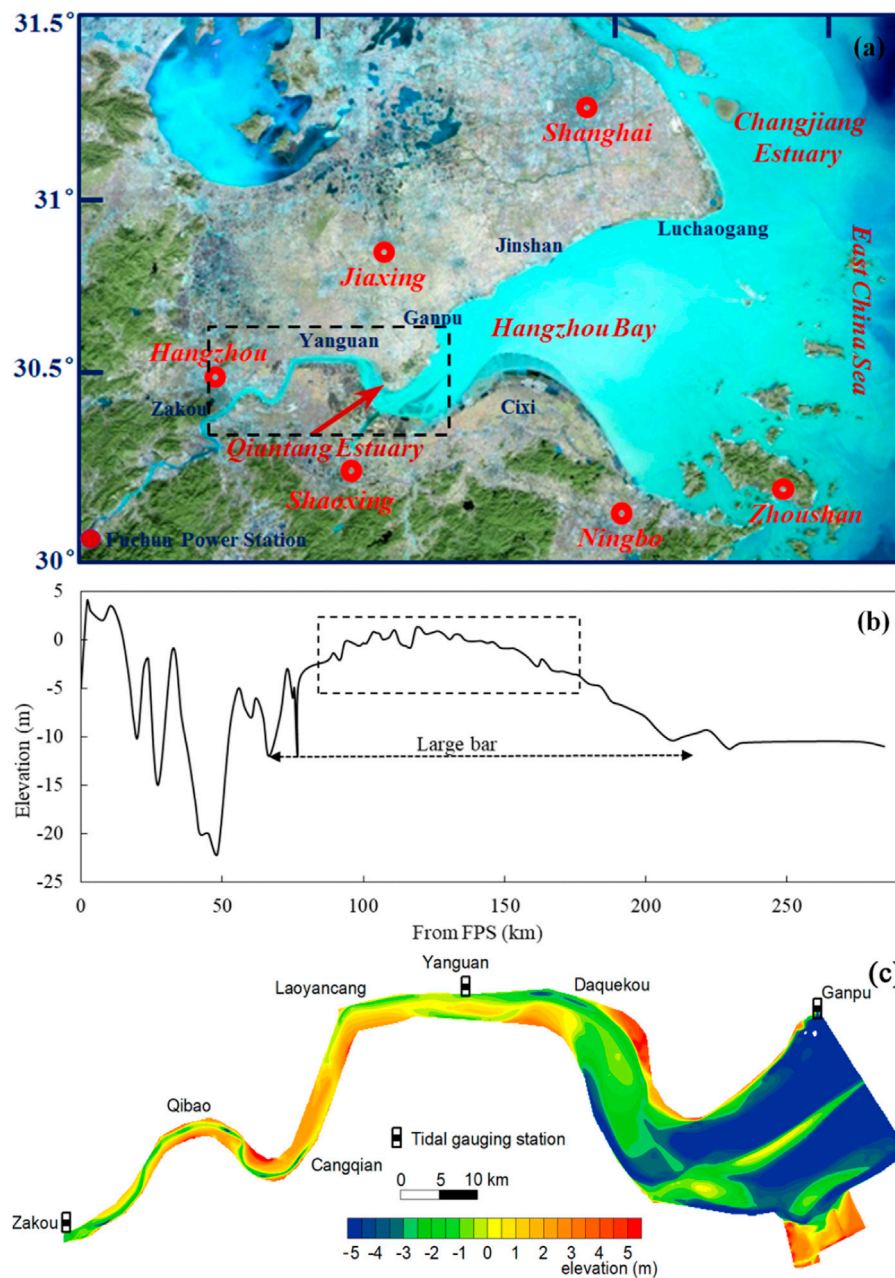 31.5°
(a)
Shanghai
Changjiang
Estuary
31°
Luchaogang
Jinshan
East China Sea
Jiaxing
Ganpu
Hangzhou Bay
Yanguan
Hangzhou
30.5°
Zakou
Cixi
Qiantang Estuary
Shaoxing
Ningbo
Zhoushan
Fuchun Power Station
30°
5
(b)
0
-5
-10
Large bar
-15
-20
-25
Elevation (m)
0 50 100 150 200 250
From FPS (km)
(c)
Yanguan
Laoyancang
Daquekou
Ganpu
Qibao
Tidal gauging station
Cangqian
0 5 10 km
Zakou
-5 -4 -3 -2 -1 0 1 2 3 4 5
elevation (m)